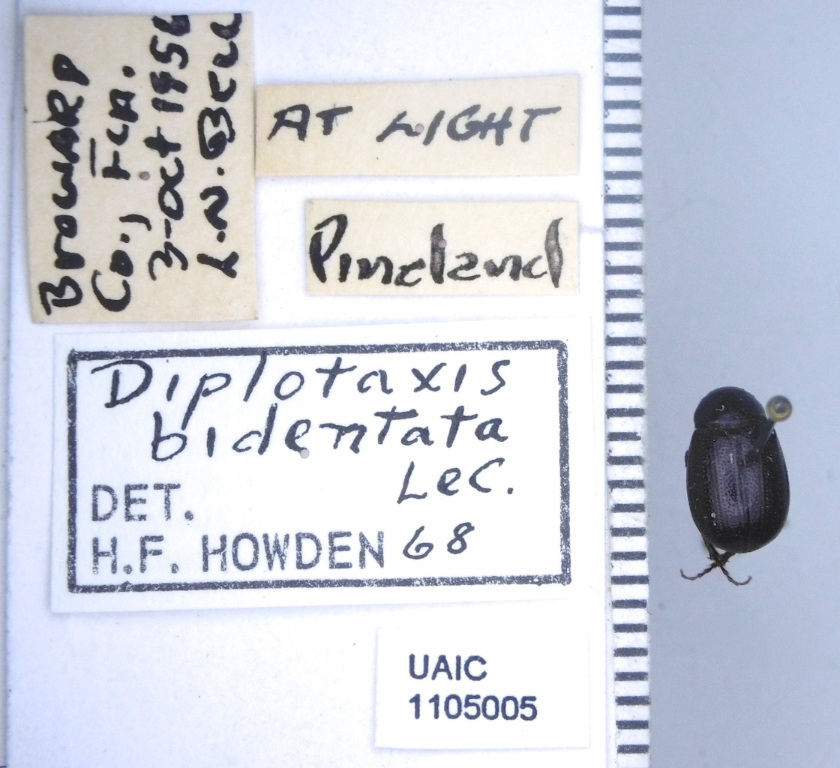 Broward
Co., Fla.
3-Oct 1956
L.N. Bell
AT LIGHT
Pineland
Diplotaxis
bidentata
LeC.
DET.
H.F. HOWDEN 68
UAIC
1105005